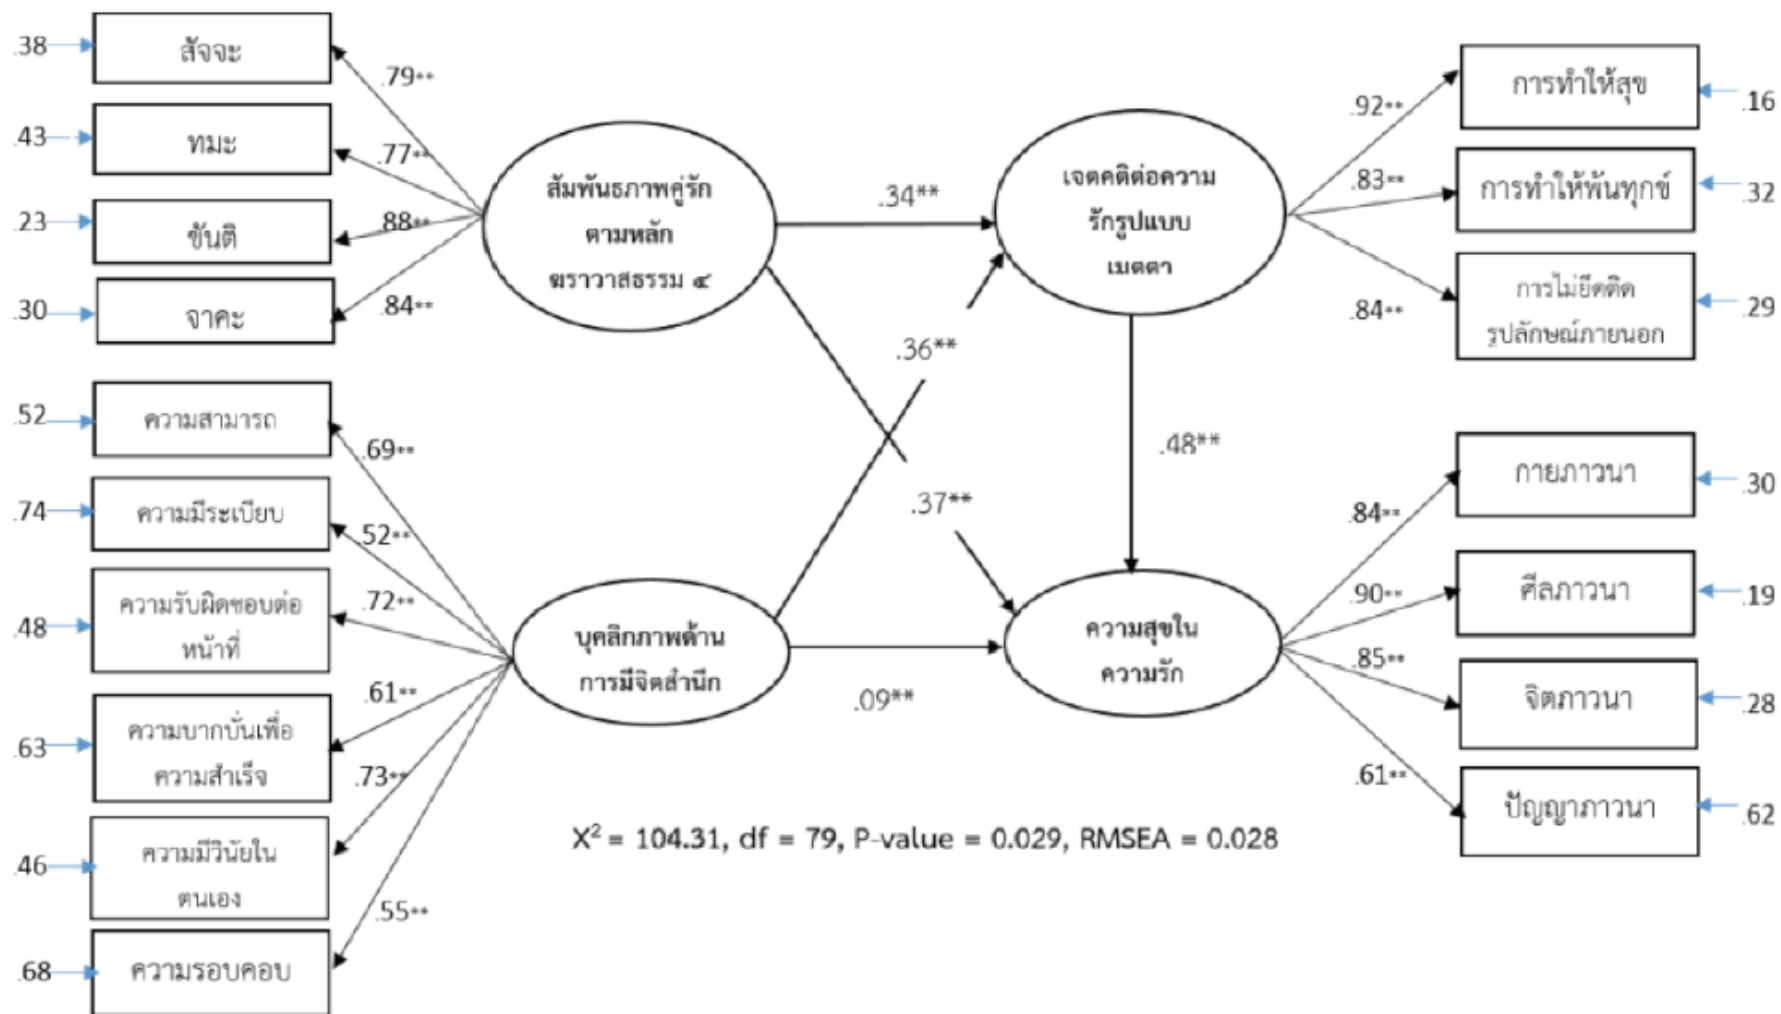 .38
สัจจะ
.79**
.43
ทมะ
.77**
.23
ขันติ
.88**
.30
จาคะ
.84**
สัมพันธภาพคู่รัก
ตามหลัก
ฆราวาสธรรม ๔
.34**
เจตคติต่อความ
รักรูปแบบ
เมตตา
.92**
การทำให้สุข
.16
.83**
การทำให้พ้นทุกข์
.32
.84**
การไม่ยึดติด
รูปลักษณ์ภายนอก
.29
.36**
.37**
.48**
.52
ความสามารถ
.69**
.74
ความมีระเบียบ
.52**
.48
ความรับผิดชอบต่อ
หน้าที่
.72**
.63
ความบากบั่นเพื่อ
ความสำเร็จ
.61**
.46
ความมีวินัยใน
ตนเอง
.73**
.68
ความรอบคอบ
.55**
บุคลิกภาพด้าน
การมีจิตสำนึก
.09**
ความสุขใน
ความรัก
.84**
กายภาวนา
.30
.90**
ศีลภาวนา
.19
.85**
จิตภาวนา
.28
.61**
ปัญญาภาวนา
.62
X² = 104.31, df = 79, P-value = 0.029, RMSEA = 0.028